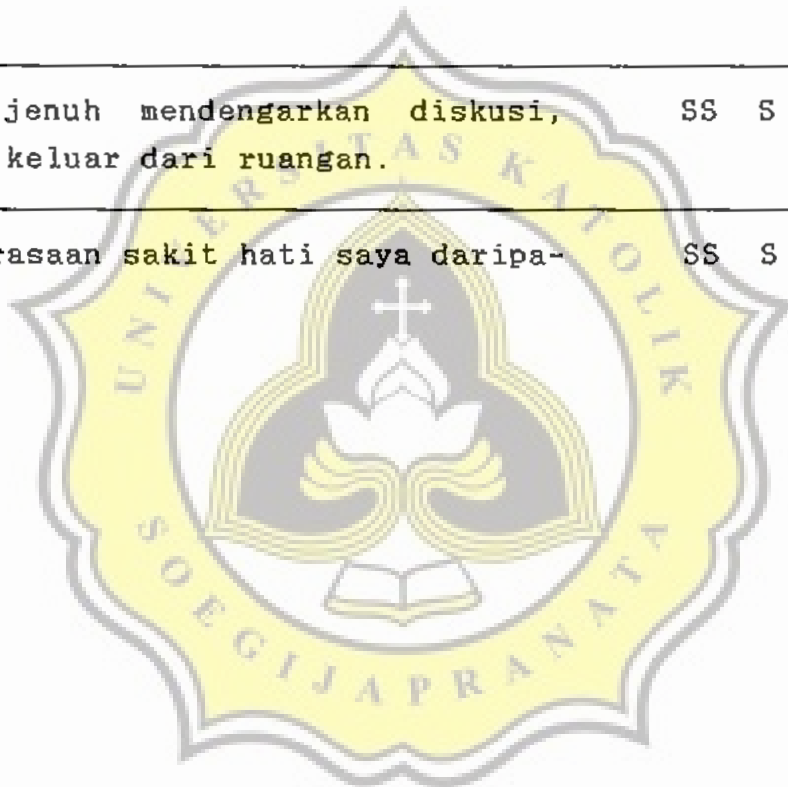 jenuh mendengarkan diskusi, SS S
keluar dari ruangan.
rasaan sakit hati saya daripa- SS S
UNIVERSITAS KATOLIK
SOEGIJAPRANATA